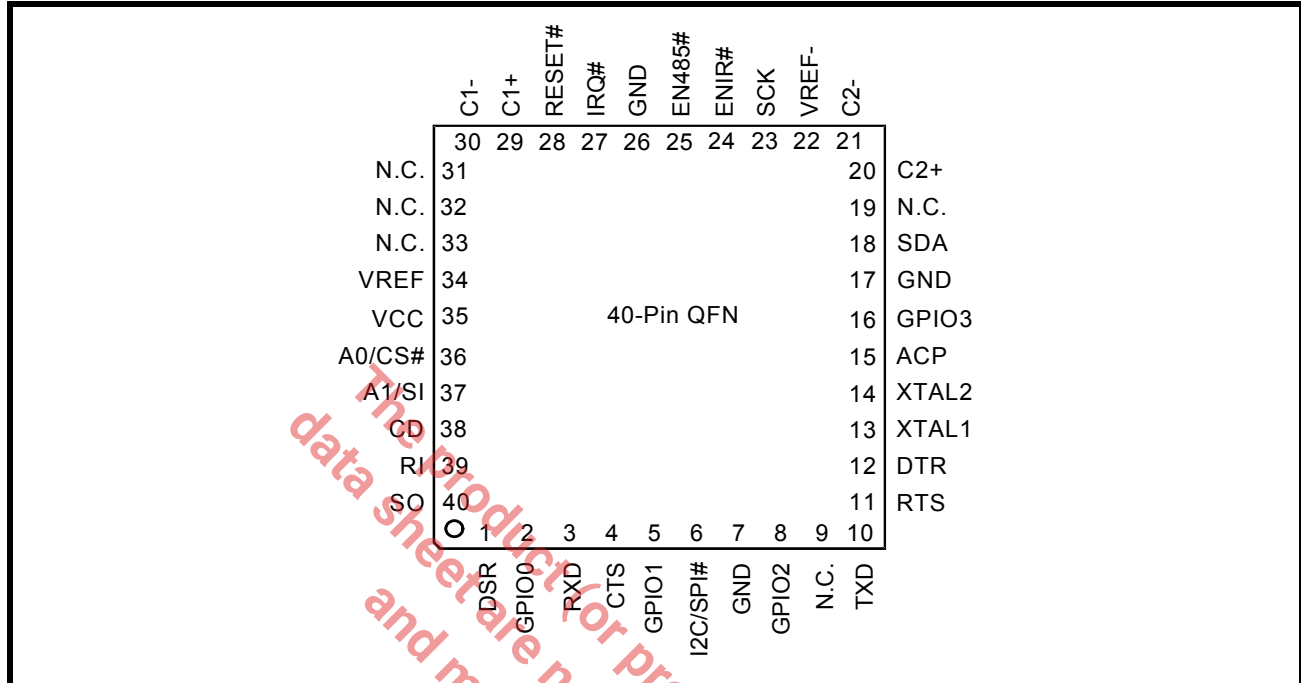 C1-
C1+
RESET#
IRQ#
GND
EN485#
ENIR#
SCK
VREF-
C2-
30 29 28 27 26 25 24 23 22 21
N.C. 31
N.C. 32
N.C. 33
VREF 34
VCC 35
A0/CS# 36
A1/SI 37
CD 38
RI 39
SO 40
40-Pin QFN
20 C2+
19 N.C.
18 SDA
17 GND
16 GPIO3
15 ACP
14 XTAL2
13 XTAL1
12 DTR
11 RTS
1 2 3 4 5 6 7 8 9 10
DSR
GPIO0
RXD
CTS
GPIO1
I2C/SPI#
GND
GPIO2
N.C.
TXD
The product (or
data sheet are
and